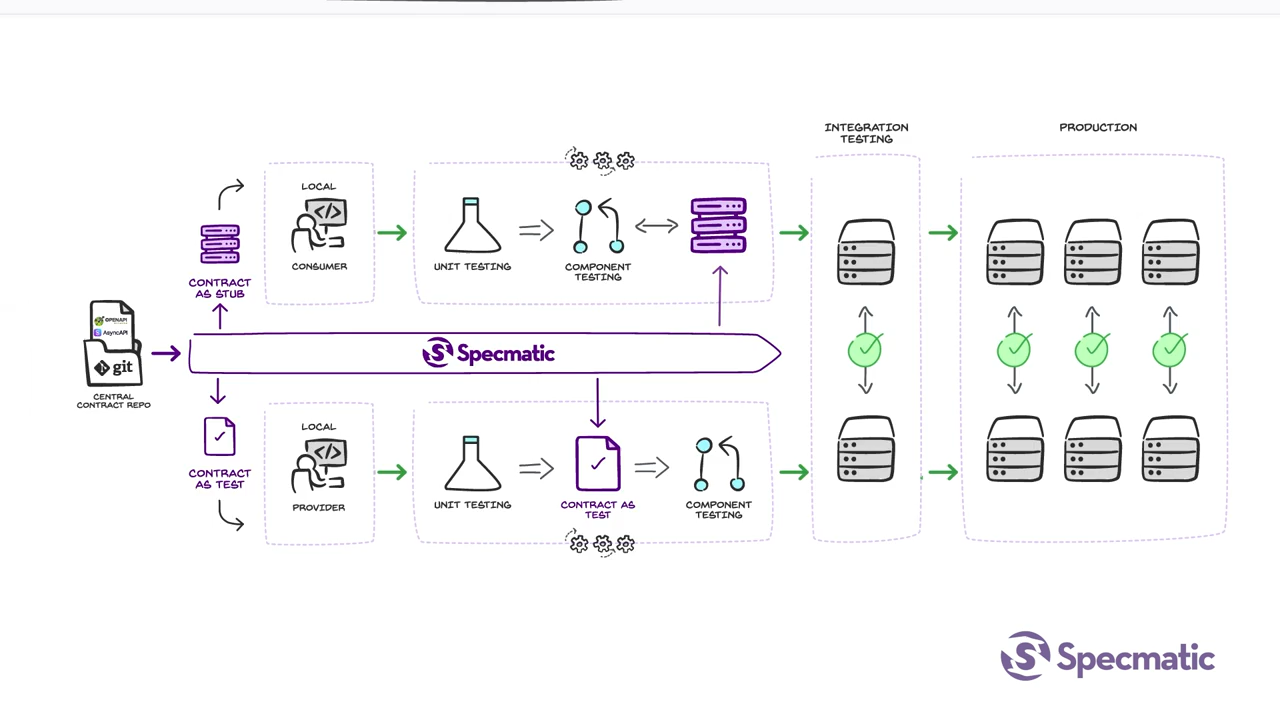 INTEGRATION
TESTING
PRODUCTION
LOCAL
</>
CONSUMER
UNIT TESTING
COMPONENT
TESTING
CONTRACT
AS STUB
OPENAPI
AsyncAPI
git
CENTRAL
CONTRACT REPO
Specmatic
CONTRACT
AS TEST
LOCAL
</>
PROVIDER
UNIT TESTING
CONTRACT AS
TEST
COMPONENT
TESTING
Specmatic